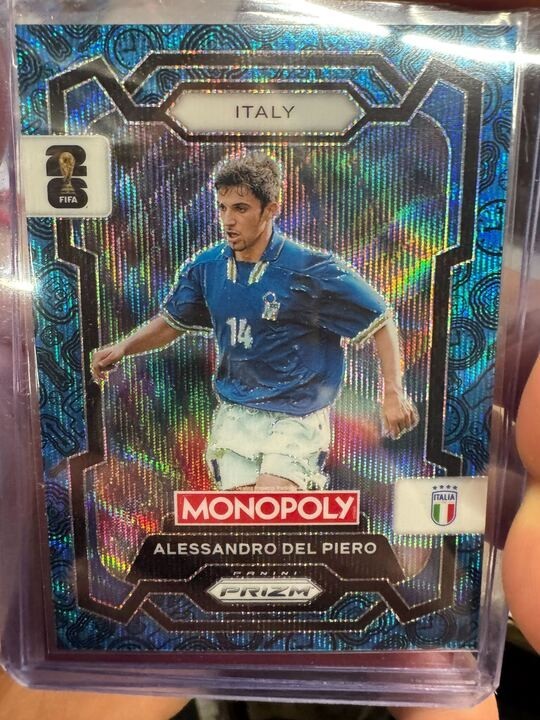 ITALY
26
FIFA
14
MONOPOLY
ITALIA
ALESSANDRO DEL PIERO
PANINI
PRIZM